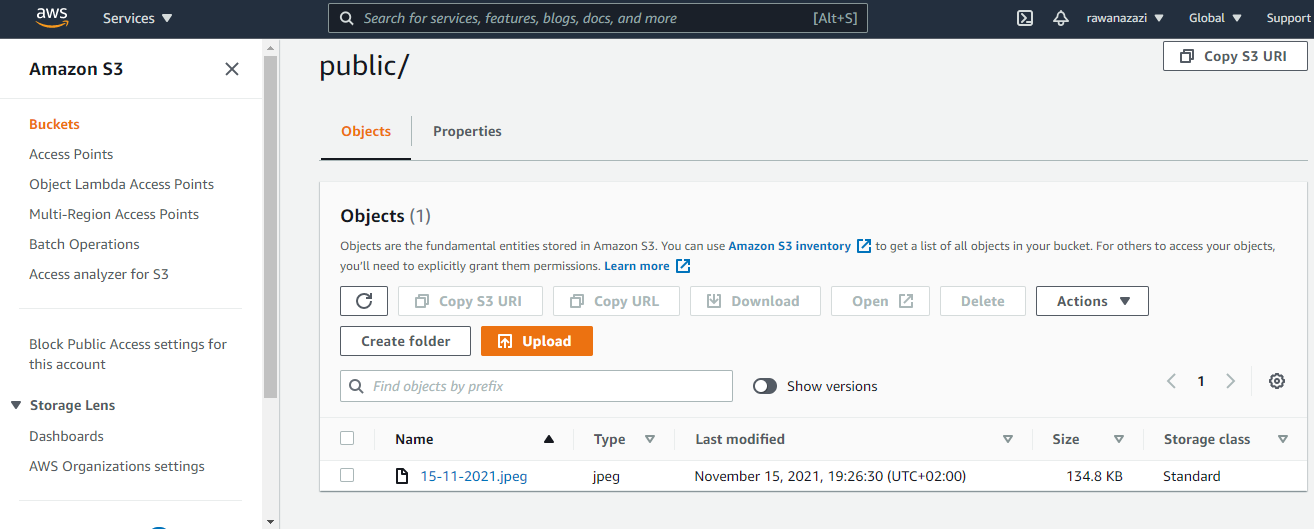 aws Services Search for services, features, blogs, docs, and more [Alt+S] rawanazazi Global Support
Amazon S3
Buckets
Access Points
Object Lambda Access Points
Multi-Region Access Points
Batch Operations
Access analyzer for S3
Block Public Access settings for
this account
Storage Lens
Dashboards
AWS Organizations settings
public/
Copy S3 URI
Objects Properties
Objects (1)
Objects are the fundamental entities stored in Amazon S3. You can use Amazon S3 inventory to get a list of all objects in your bucket. For others to access your objects,
you'll need to explicitly grant them permissions. Learn more
Copy S3 URI Copy URL Download Open Delete Actions
Create folder Upload
Find objects by prefix Show versions 1
Name Type Last modified Size Storage class
15-11-2021.jpeg jpeg November 15, 2021, 19:26:30 (UTC+02:00) 134.8 KB Standard